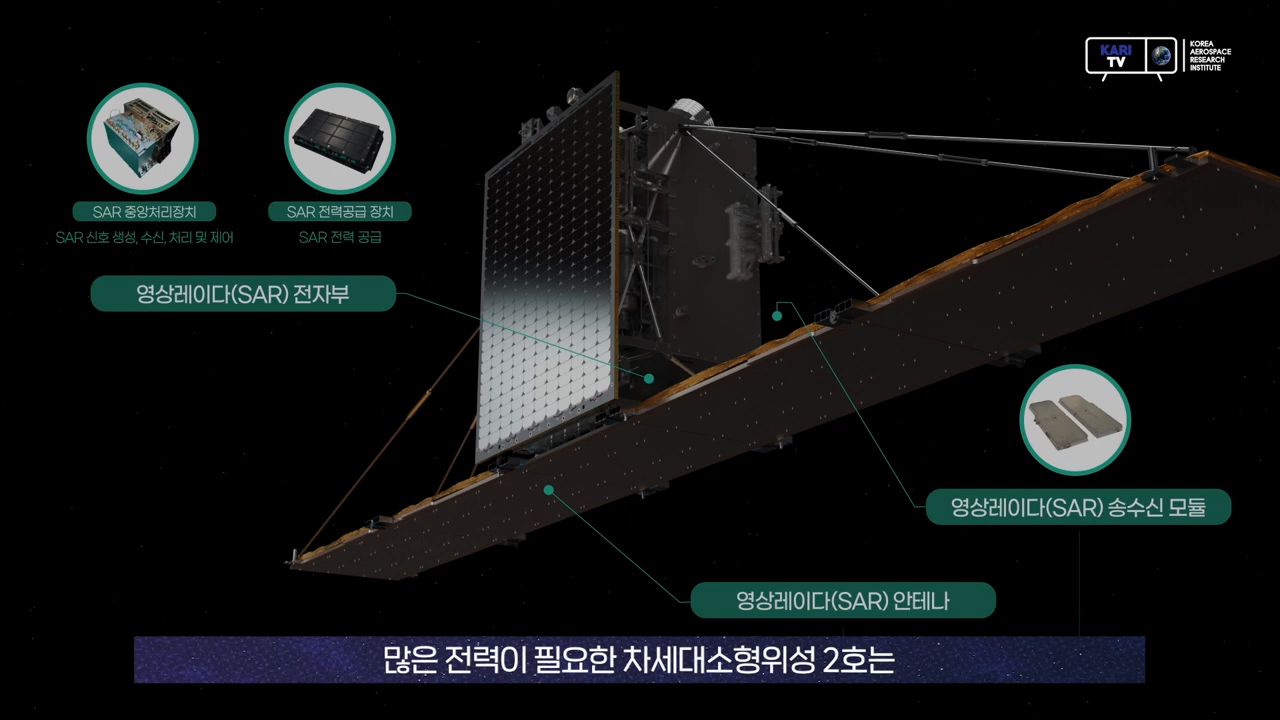 KARI
TV
KOREA
AEROSPACE
RESEARCH
INSTITUTE
SAR 중앙처리장치
SAR 신호 생성, 수신, 처리 및 제어
SAR 전력공급 장치
SAR 전력 공급
영상레이다(SAR) 전자부
영상레이다(SAR) 송수신 모듈
영상레이다(SAR) 안테나
많은 전력이 필요한 차세대소형위성 2호는